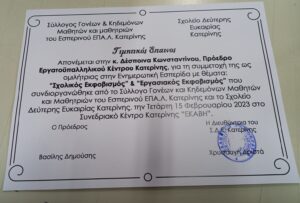 Σύλλογος Γονέων & Κηδεμόνων
Μαθητών και μαθητριών
του Εσπερινού ΕΠΑ.Λ. Κατερίνης
Σχολείο Δεύτερης
Ευκαιρίας
Κατερίνης
Τιμητικός Έπαινος
Απονέμεται στην κ. Δέσποινα Κωνσταντίνου, Πρόεδρο
Εργατοϋπαλληλικού Κέντρου Κατερίνης, για τη συμμετοχή της ως
ομιλήτρια στην Ενημερωτική Εσπερίδα με θέματα:
"Σχολικός Εκφοβισμός" & "Εργασιακός Εκφοβισμός" που
συνδιοργανώθηκε από το Σύλλογο Γονέων και Κηδεμόνων Μαθητών
και Μαθητριών του Εσπερινού ΕΠΑ.Λ. Κατερίνης και το Σχολείο
Δεύτερης Ευκαιρίας Κατερίνης, την Τετάρτη 15 Φεβρουαρίου 2023 στο
Συνεδριακό Κέντρο Κατερίνης "ΕΚΑΒΗ".
Ο Πρόεδρος
Η Διευθύντρια του
Σ.Δ.Ε. Κατερίνης
Βασίλης Δημούσης